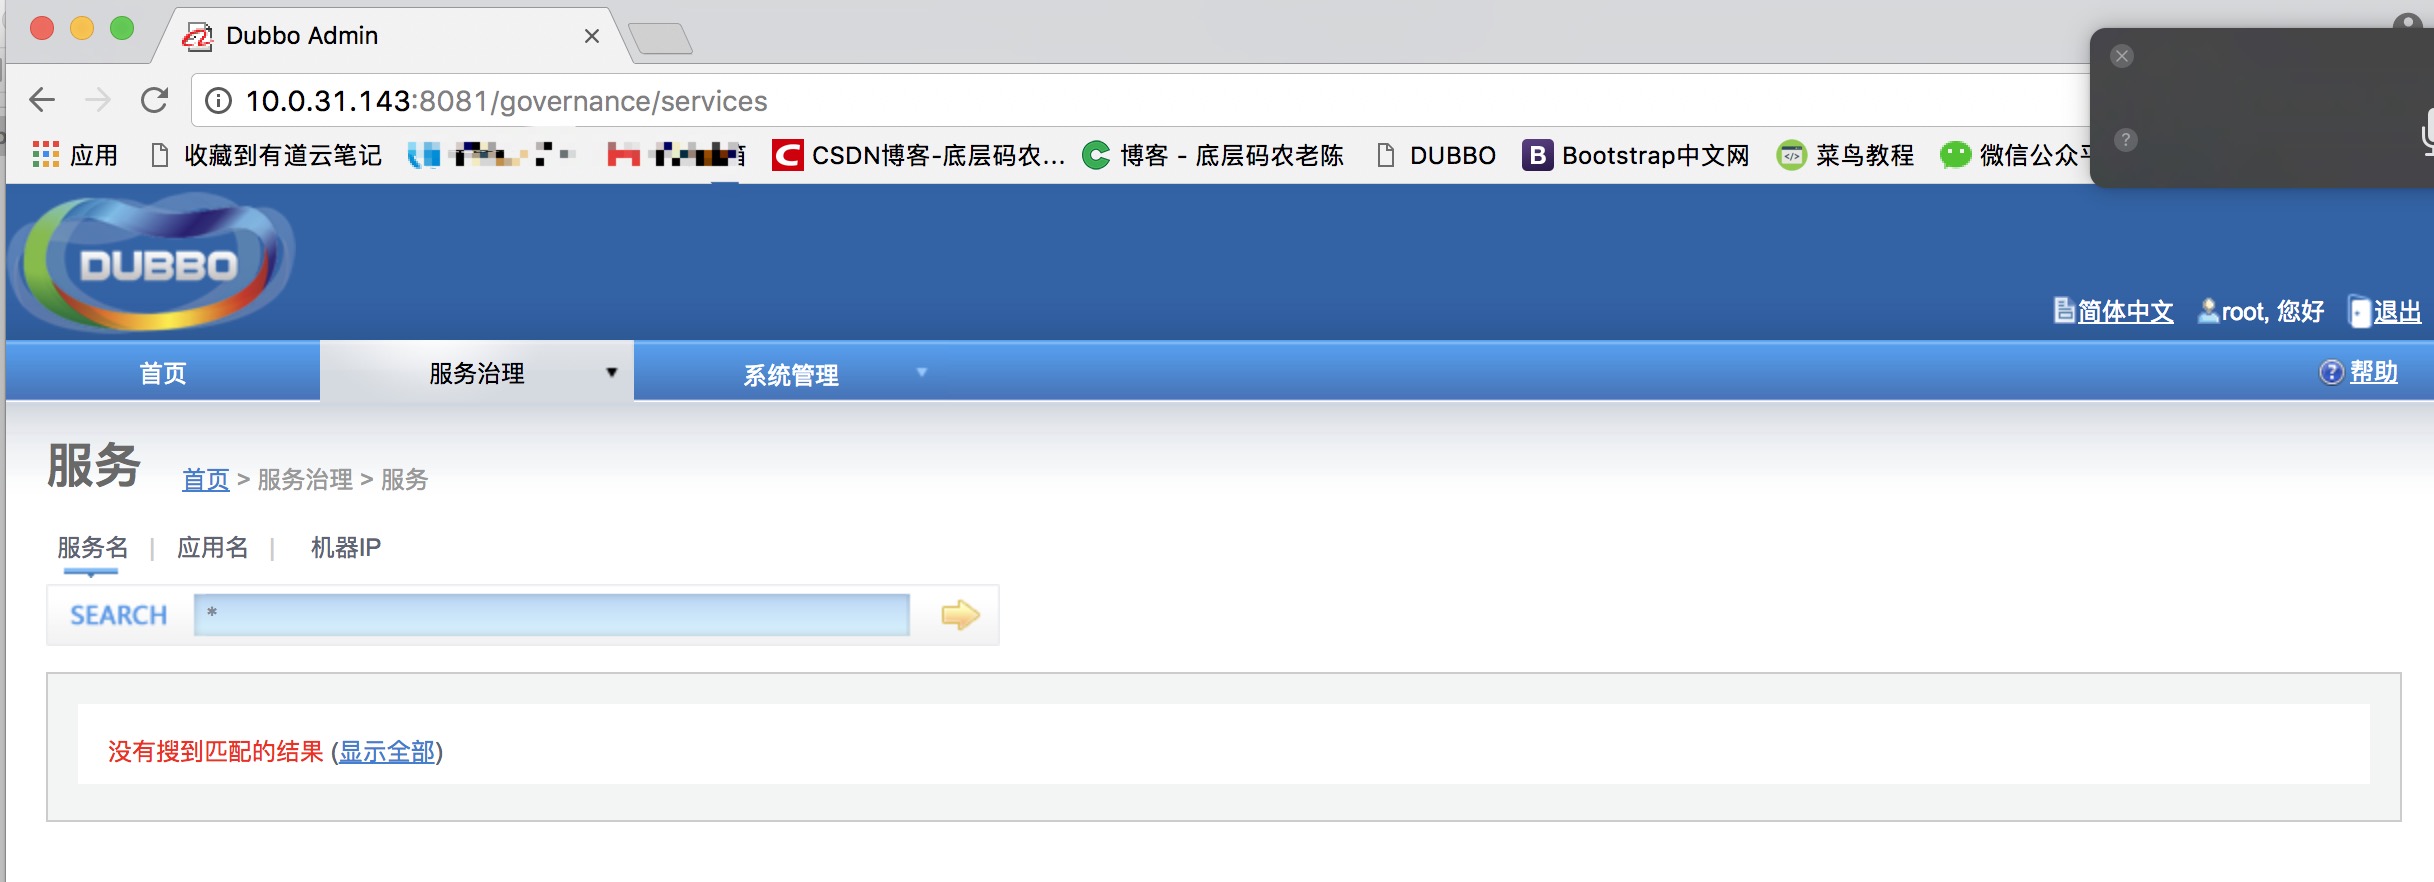 Dubbo Admin
10.0.31.143:8081/governance/services
应用 收藏到有道云笔记 CSDN博客-底层码农... 博客 - 底层码农老陈 DUBBO Bootstrap中文网 菜鸟教程 微信公众
DUBBO
简体中文 root, 您好 退出
首页 服务治理 系统管理 帮助
服务 首页 > 服务治理 > 服务
服务名 | 应用名 | 机器IP
SEARCH *
没有搜到匹配的结果 (显示全部)